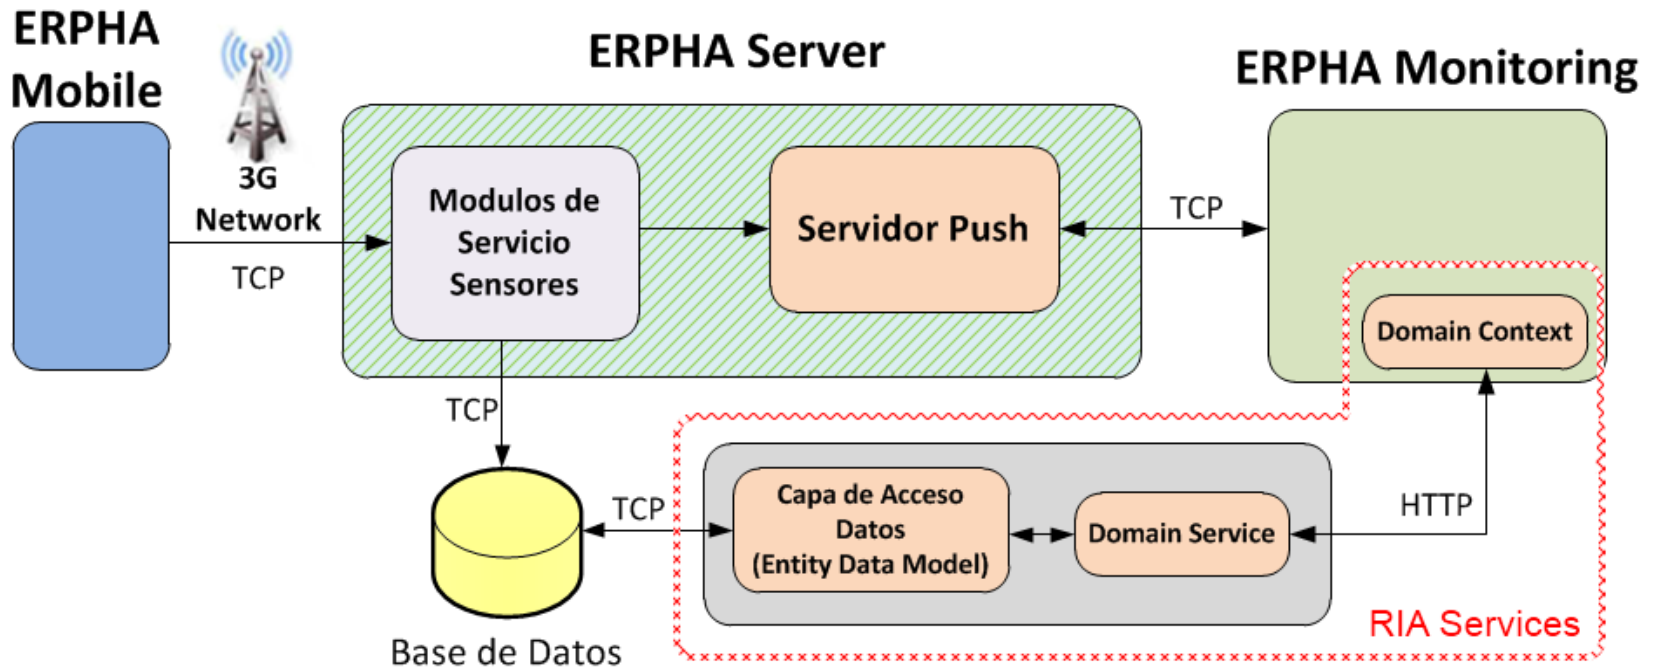 ERPHA
Mobile
3G
Network
TCP
ERPHA Server
Modulos de
Servicio
Sensores
Servidor Push
TCP
ERPHA Monitoring
Domain Context
TCP
Base de Datos
TCP
Capa de Acceso
Datos
(Entity Data Model)
Domain Service
HTTP
RIA Services